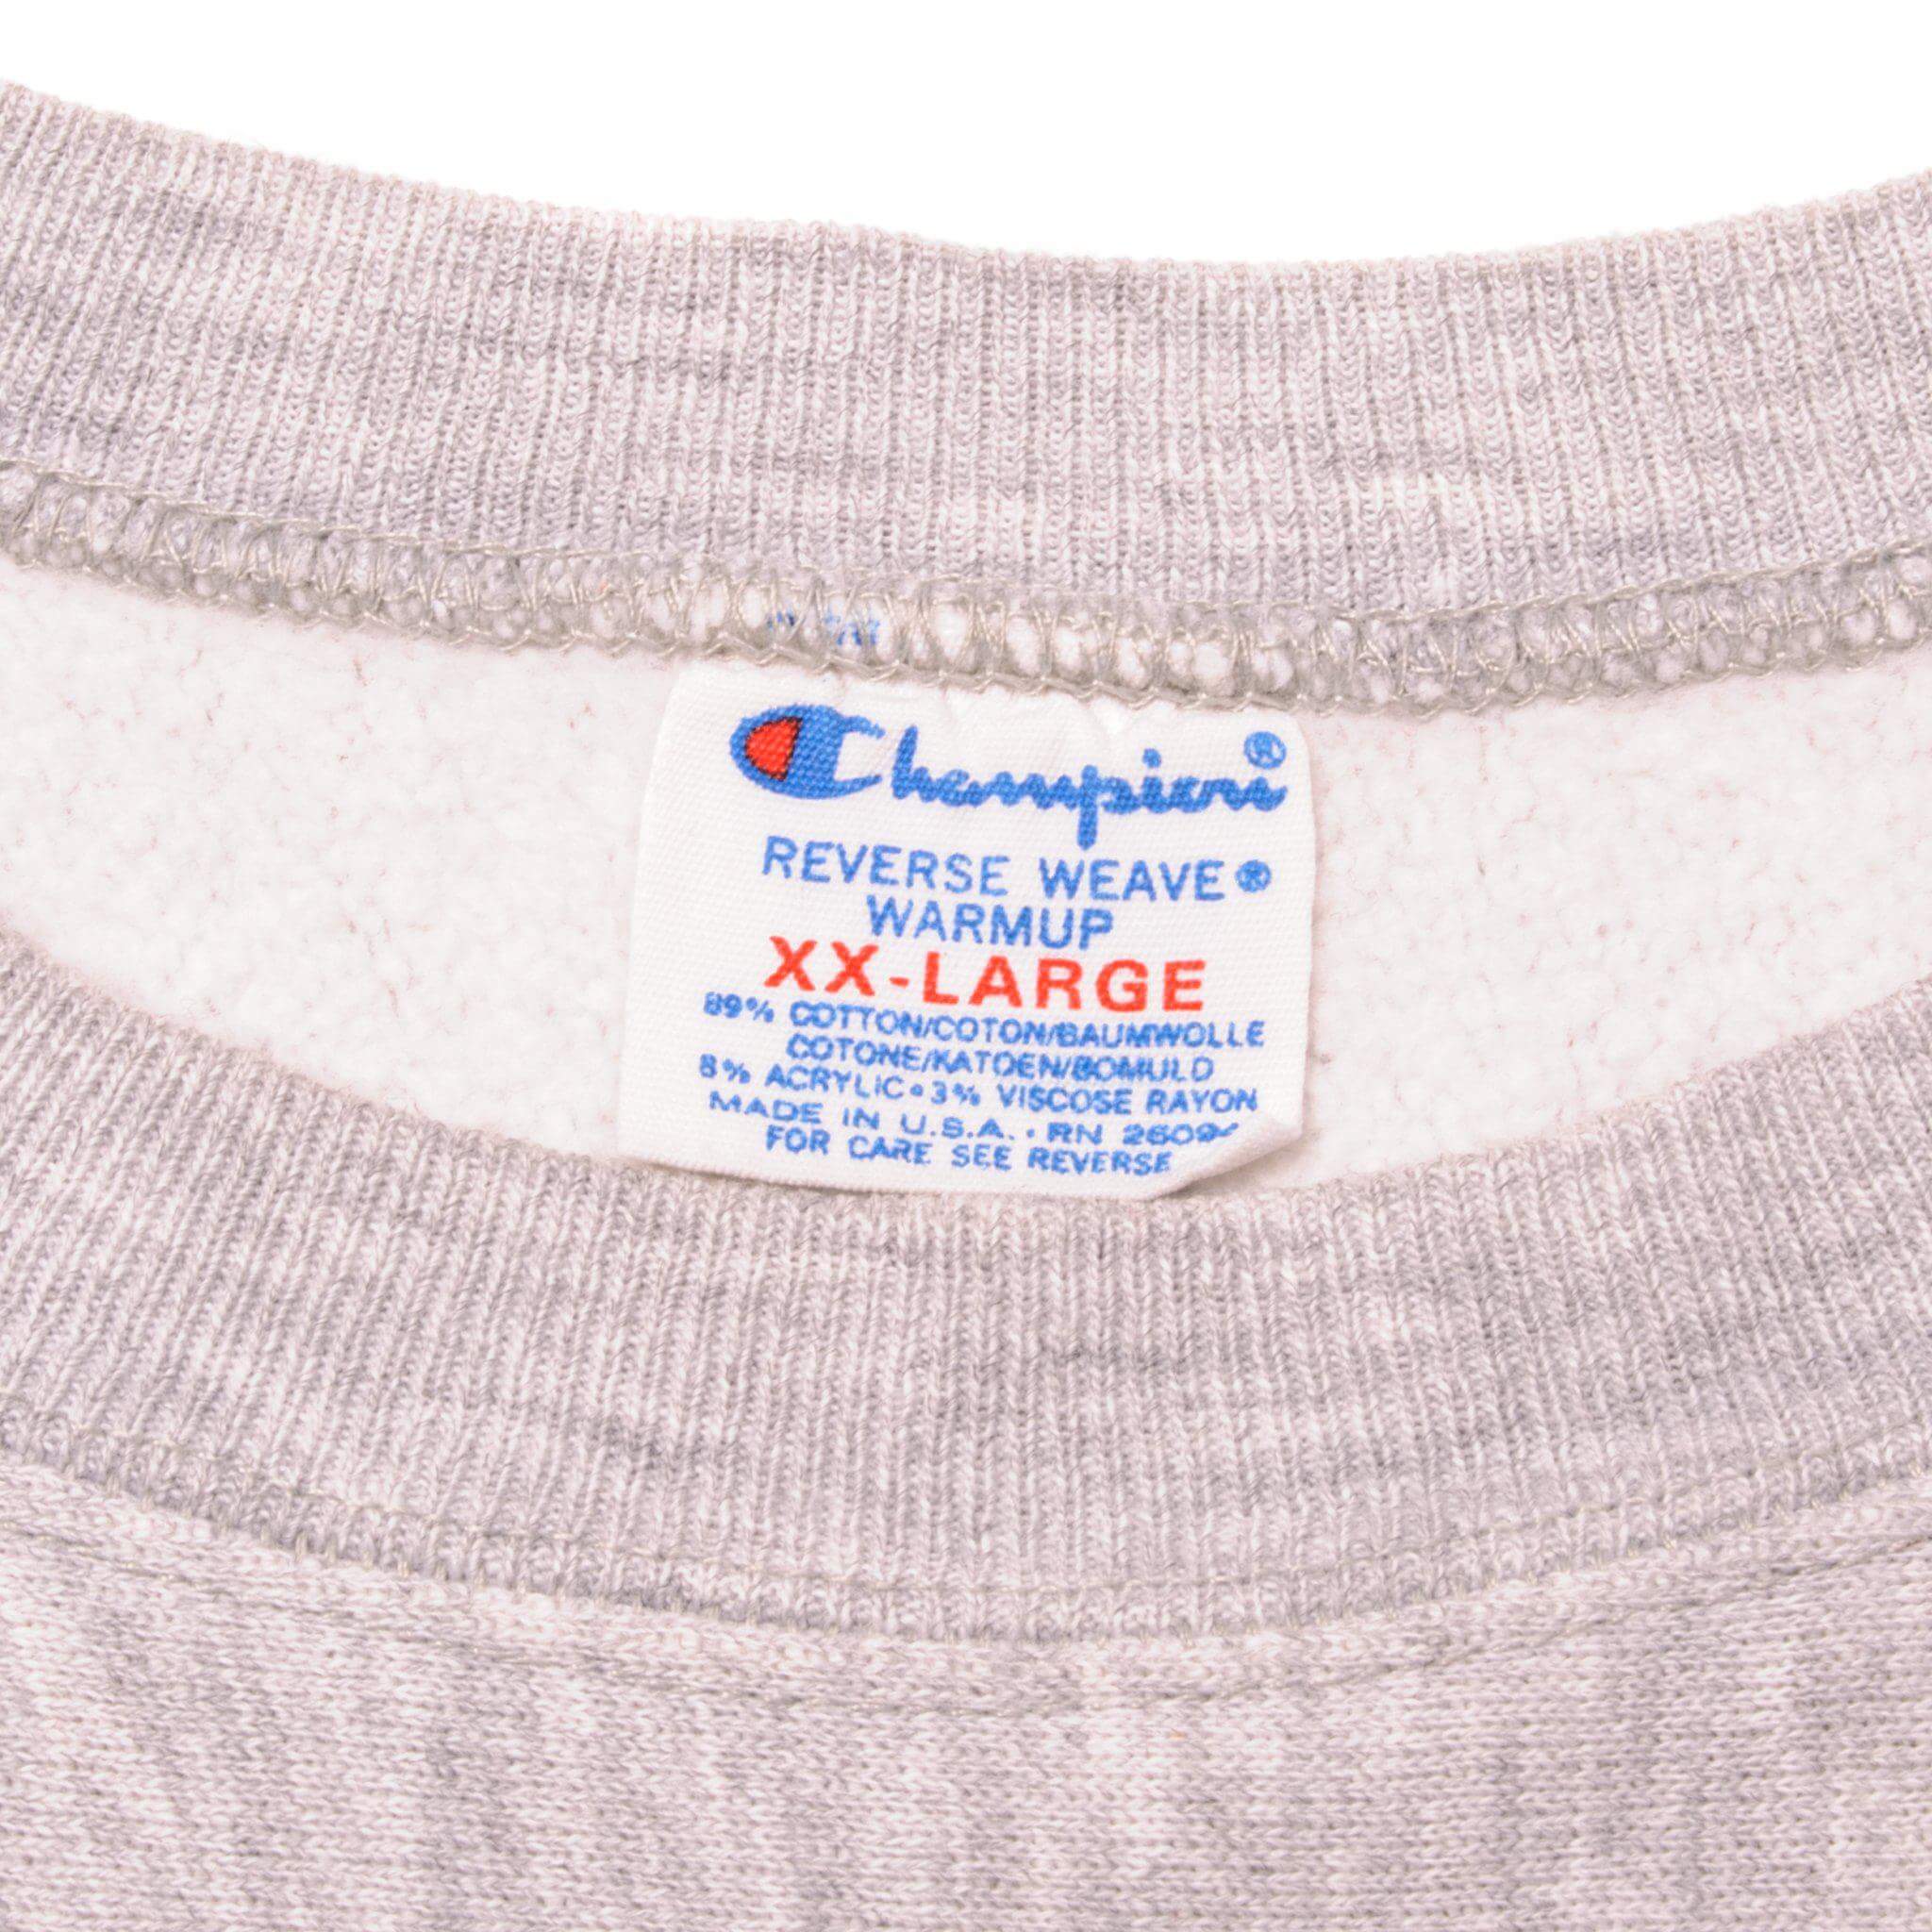 Champion®
REVERSE WEAVE®
WARMUP
XX-LARGE
89% COTTON/COTON/BAUMWOLLE
COTONE/KATOEN/BOMULD
8% ACRYLIC•3% VISCOSE RAYON
MADE IN U.S.A. • RN
FOR CARE SEE REVERSE